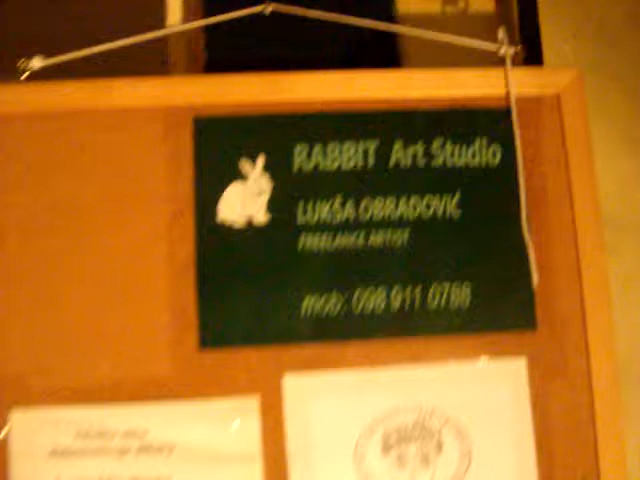 RABBIT Art Studio
LUKŠA OBRADOVIĆ
FREELANCE ARTIST
mob: 098 911 0788